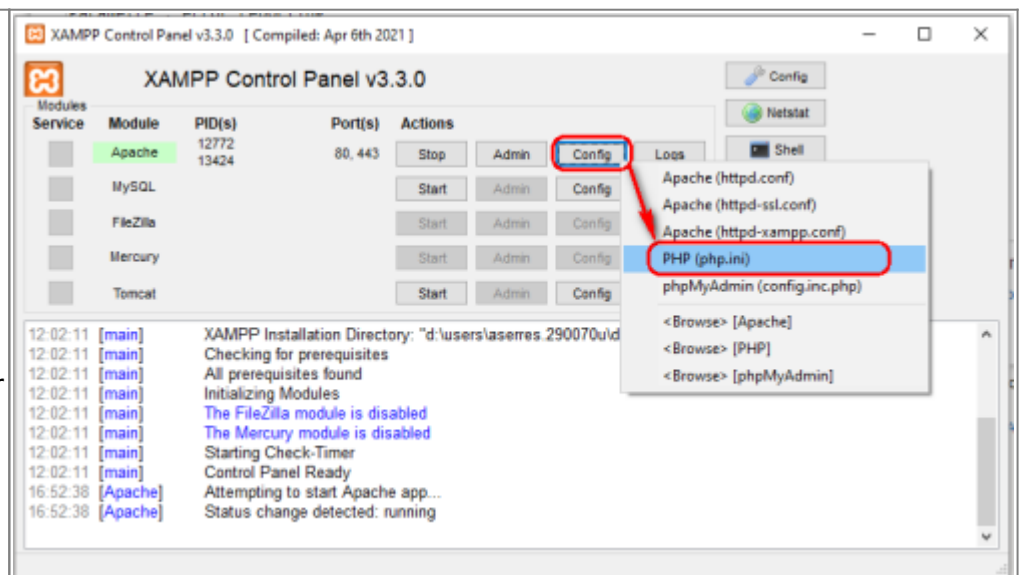 XAMPP Control Panel v3.3.0 [ Compiled: Apr 6th 2021 ]
XAMPP Control Panel v3.3.0
Config
Netstat
Shell
Modules
Service Module PID(s) Port(s) Actions
Apache 12772 13424 80, 443 Stop Admin Config Logs
MySQL Start Admin Config
FileZilla Start Admin Config
Mercury Start Admin Config
Tomcat Start Admin Config
Apache (httpd.conf)
Apache (httpd-ssl.conf)
Apache (httpd-xampp.conf)
PHP (php.ini)
phpMyAdmin (config.inc.php)
<Browse> [Apache]
<Browse> [PHP]
<Browse> [phpMyAdmin]
12:02:11 [main] XAMPP Installation Directory: "d:\users\aserres.290070u\d
12:02:11 [main] Checking for prerequisites
12:02:11 [main] All prerequisites found
12:02:11 [main] Initializing Modules
12:02:11 [main] The FileZilla module is disabled
12:02:11 [main] The Mercury module is disabled
12:02:11 [main] Starting Check-Timer
12:02:11 [main] Control Panel Ready
16:52:38 [Apache] Attempting to start Apache app...
16:52:38 [Apache] Status change detected: running